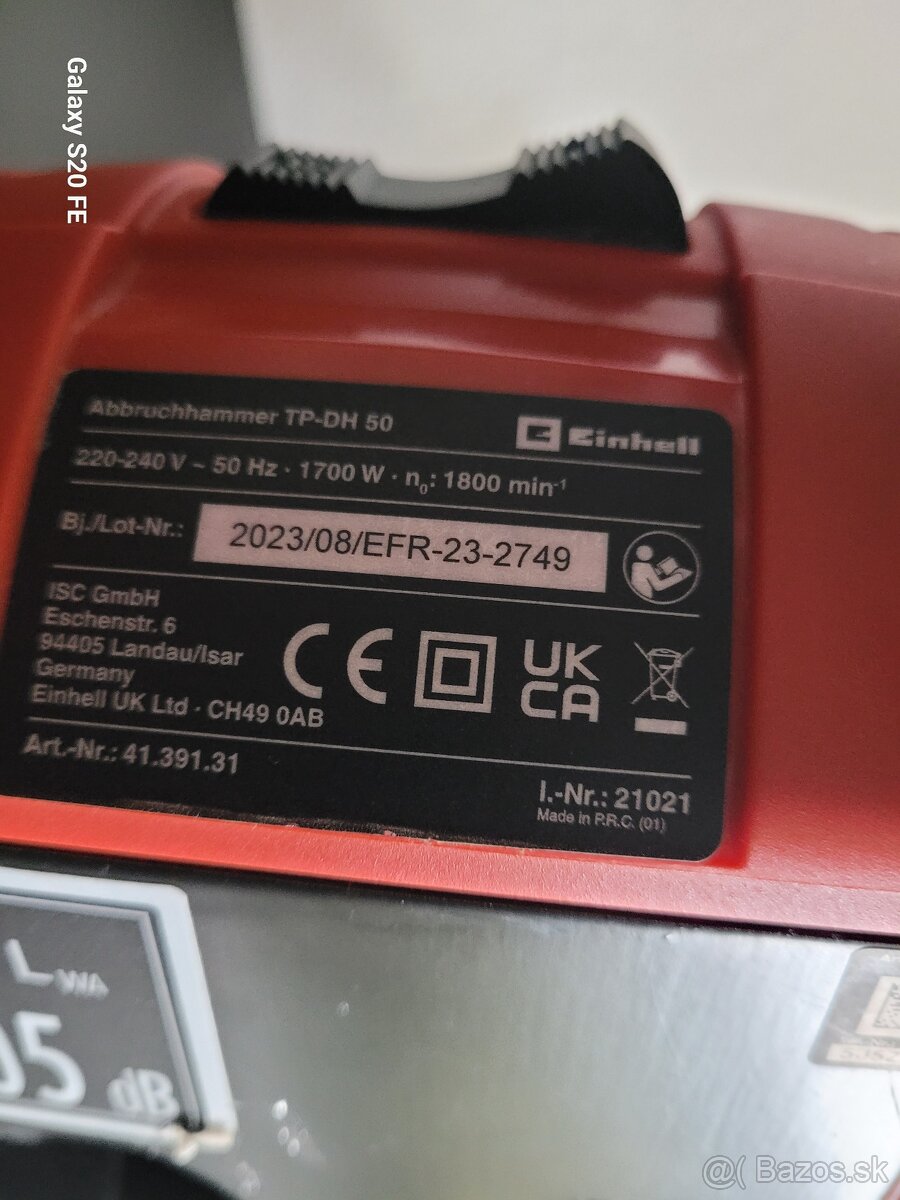 Galaxy S20 FE
Abbruchhammer TP-DH 50
Einhell
220-240 V ~ 50 Hz · 1700 W · n₀: 1800 min⁻¹
Bj./Lot-Nr.: 2023/08/EFR-23-2749
ISC GmbH
Eschenstr. 6
94405 Landau/Isar
Germany
Einhell UK Ltd · CH49 0AB
CE
UK
CA
Art.-Nr.: 41.391.31
I.-Nr.: 21021
Made in P.R.C. (01)
LWA
05
dB
@( Bazos.sk